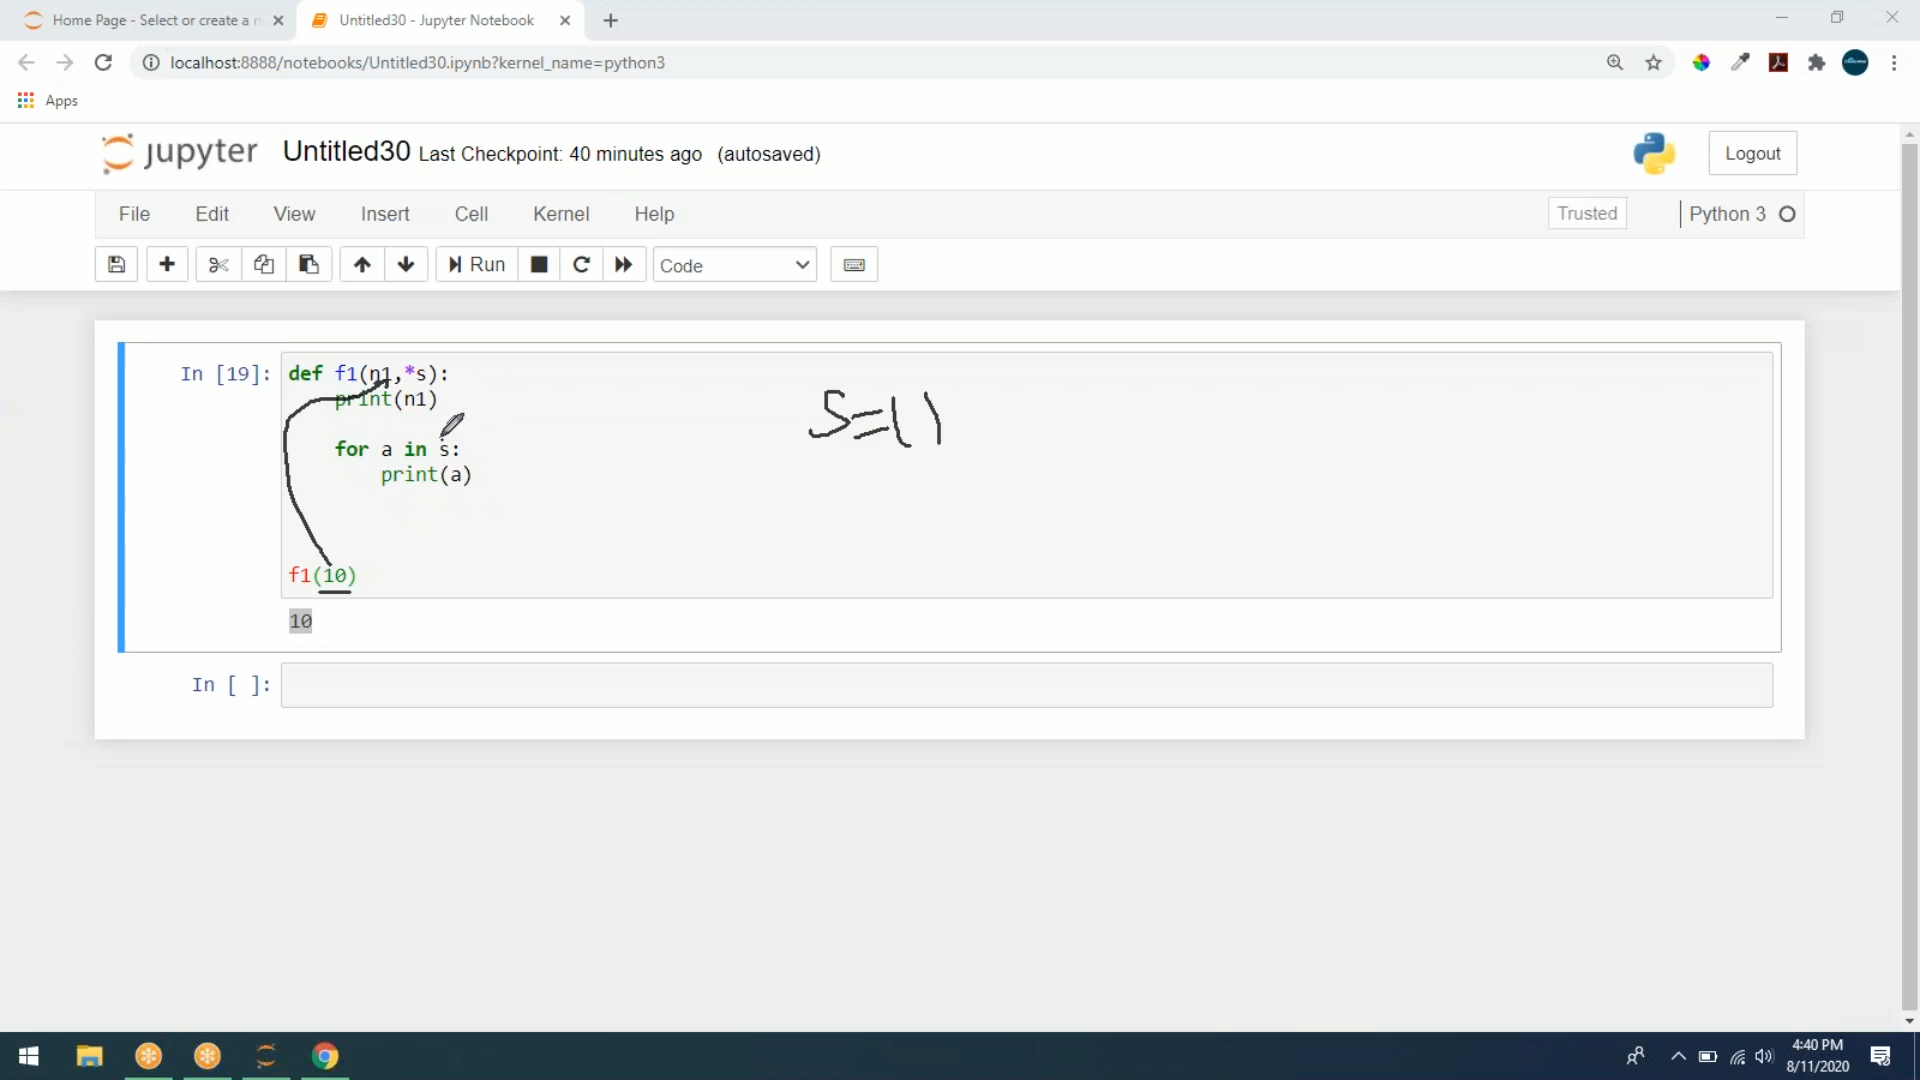 Home Page - Select or create a n
Untitled30 - Jupyter Notebook
localhost:8888/notebooks/Untitled30.ipynb?kernel_name=python3
Apps
jupyter Untitled30 Last Checkpoint: 40 minutes ago (autosaved)
Logout
File Edit View Insert Cell Kernel Help
Trusted
Python 3
Run
Code
In [19]: def f1(n1,*s):
print(n1)
for a in s:
print(a)
f1(10)
S=()
10
In [ ]:
4:40 PM
8/11/2020